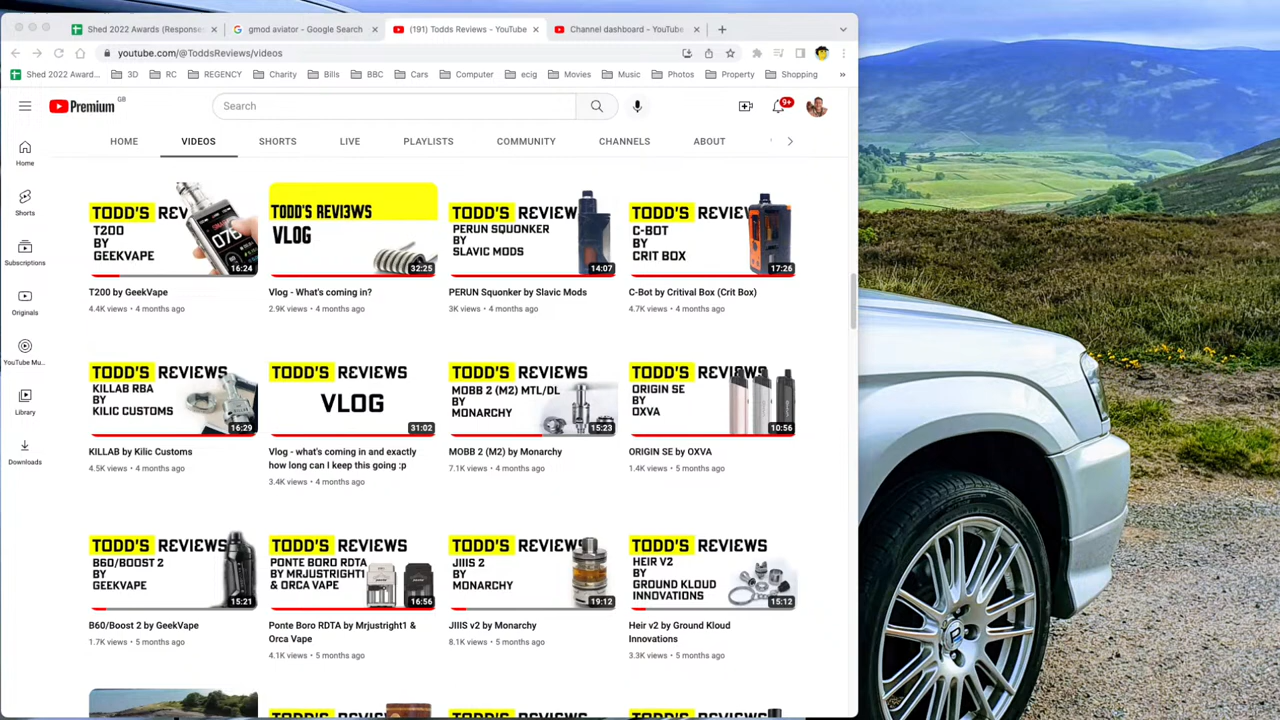 Shed 2022 Awards (Response
gmod aviator - Google Search
(191) Todds Reviews - YouTube
Channel dashboard - YouTube
youtube.com/@ToddsReviews/videos
Shed 2022 Award...
3D
RC
REGENCY
Charity
Bills
BBC
Cars
Computer
ecig
Movies
Music
Photos
Property
Shopping
»
Premium GB
Search
9+
HOME
VIDEOS
SHORTS
LIVE
PLAYLISTS
COMMUNITY
CHANNELS
ABOUT
Home
Shorts
Subscriptions
Originals
YouTube Mu...
Library
Downloads
TODD'S REV
T200
BY
GEEKVAPE
16:24
T200 by GeekVape
4.4K views • 4 months ago
TODD'S REVI3WS
VLOG
32:25
Vlog - What's coming in?
2.9K views • 4 months ago
TODD'S REVIEW
PERUN SQUONKER
BY
SLAVIC MODS
14:07
PERUN Squonker by Slavic Mods
3K views • 4 months ago
TODD'S REVIEW
C-BOT
BY
CRIT BOX
17:26
C-Bot by Critival Box (Crit Box)
4.7K views • 4 months ago
TODD'S REVIEWS
KILLAB RBA
BY
KILIC CUSTOMS
16:29
KILLAB by Kilic Customs
4.5K views • 4 months ago
TODD'S REVIEWS
VLOG
31:02
Vlog - what's coming in and exactly
how long can I keep this going :p
3.4K views • 4 months ago
TODD'S REVIEWS
MOBB 2 (M2) MTL/DL
BY
MONARCHY
15:23
MOBB 2 (M2) by Monarchy
7.1K views • 4 months ago
TODD'S REVIEWS
ORIGIN SE
BY
OXVA
10:56
ORIGIN SE by OXVA
1.4K views • 5 months ago
TODD'S REVIEWS
B60/BOOST 2
BY
GEEKVAPE
15:21
B60/Boost 2 by GeekVape
1.7K views • 5 months ago
TODD'S REVIEWS
PONTE BORO RDTA
BY MRJUSTRIGHT1
& ORCA VAPE
16:56
Ponte Boro RDTA by Mrjustright1 &
Orca Vape
4.1K views • 5 months ago
TODD'S REVIEWS
JIIIS 2
BY
MONARCHY
19:12
JIIIS v2 by Monarchy
8.1K views • 5 months ago
TODD'S REVIEWS
HEIR V2
BY
GROUND KLOUD
INNOVATIONS
15:12
Heir v2 by Ground Kloud
Innovations
3.3K views • 5 months ago